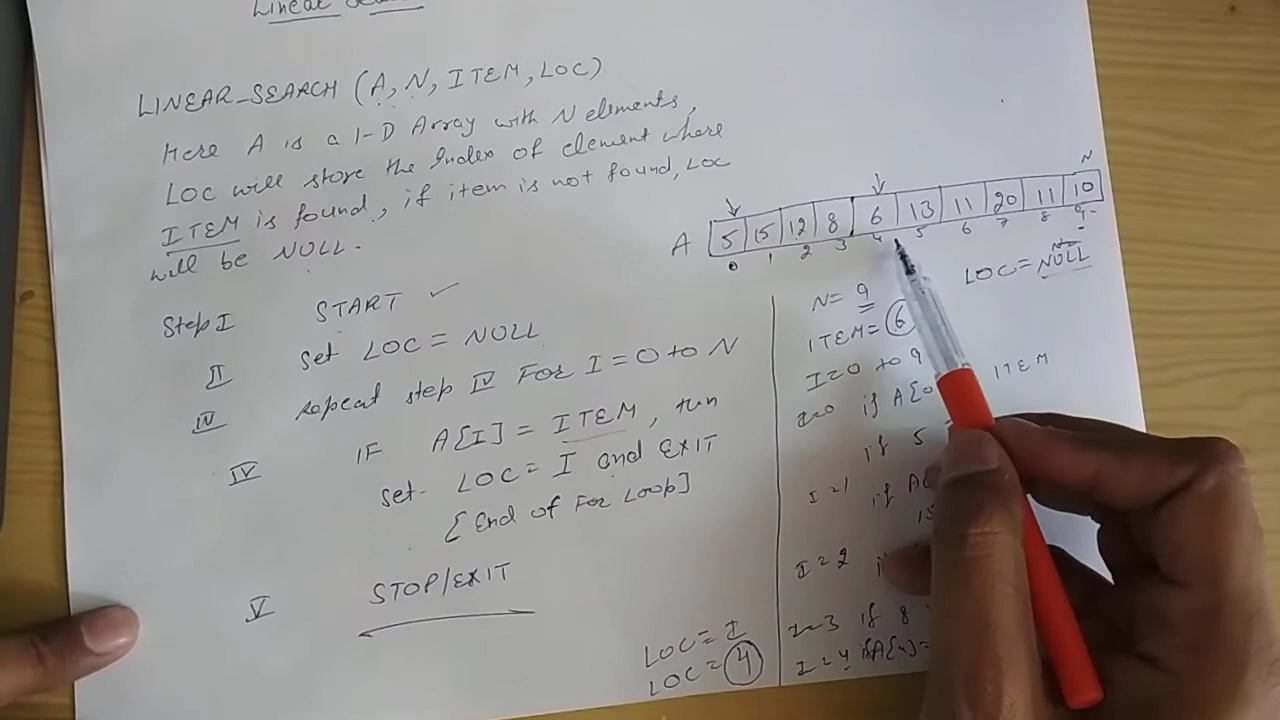 Linear Sea
LINEAR_SEARCH (A, N, ITEM, LOC)
Here A is a 1-D Array with N elements,
LOC will store the Index of element where
ITEM is found, if item is not found, LOC
will be NULL.
Step I START ✓
II Set LOC = NULL
III Repeat step IV FOR I = 0 to N
IV IF A[I] = ITEM, then
Set LOC = I and EXIT
[End of For Loop]
V STOP/EXIT
LOC = I
LOC = 4
N
A 5 15 12 8 6 13 11 20 11 10
0 1 2 3 4 5 6 7 8 9
LOC = NULL
N = 9
ITEM = 6
I=0 to 9
I=0 if A[0 ITEM
if 5 =
I=1 if A[
15
I=2 i
I=3 if 8
I=4 if A[4]=